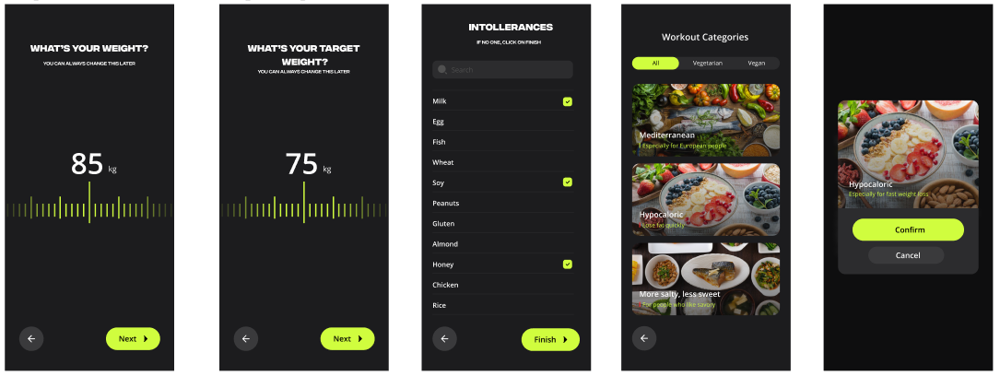 WHAT'S YOUR WEIGHT?
YOU CAN ALWAYS CHANGE THIS LATER
85 kg
Next
WHAT'S YOUR TARGET
WEIGHT?
YOU CAN ALWAYS CHANGE THIS LATER
75 kg
Next
INTOLLERANCES
IF NO ONE, CLICK ON FINISH
Search
Milk
Egg
Fish
Wheat
Soy
Peanuts
Gluten
Almond
Honey
Chicken
Rice
Finish
Workout Categories
All Vegetarian Vegan
Mediterranean
Especially for European people
Hypocaloric
Lose fat quickly
More salty, less sweet
For people who like savory
Hypocaloric
Especially for fast weight loss
Confirm
Cancel